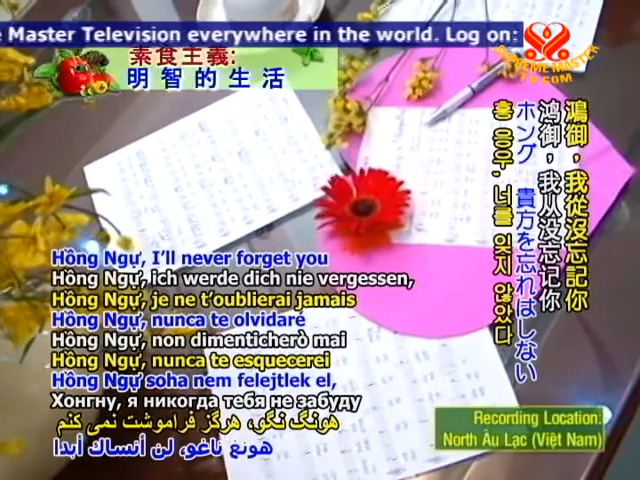 e Master Television everywhere in the world. Log on:
SUPREME MASTER
TV.COM
素食主義:
明智的生活
鴻御，我從沒忘記你
鸿御，我从没忘记你
ホング 貴方を忘ればしない
홍 응우, 너를 잊지 않았다
Hồng Ngự, I'll never forget you
Hồng Ngự, ich werde dich nie vergessen,
Hồng Ngự, je ne t'oublierai jamais
Hồng Ngự, nunca te olvidaré
Hồng Ngự, non dimenticherò mai
Hồng Ngự, nunca te esquecerei
Hồng Ngự soha nem felejtlek el,
Хонгну, я никогда тебя не забуду
هونگ نگو، هرگز فراموشت نمی کنم
هونغ ناغو، لن أنساك أبدا
Recording Location:
North Âu Lạc (Việt Nam)